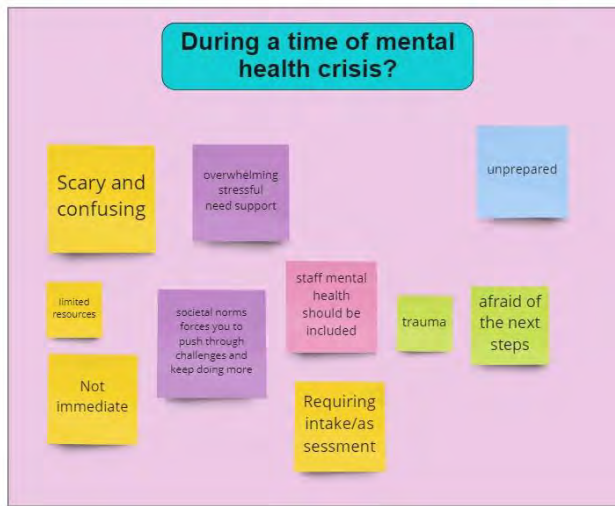 During a time of mental
health crisis?
Scary and
confusing
overwhelming
stressful
need support
unprepared
limited
resources
societal norms
forces you to
push through
challenges and
keep doing more
staff mental
health
should be
included
trauma
afraid of
the next
steps
Not
immediate
Requiring
intake/as
sessment